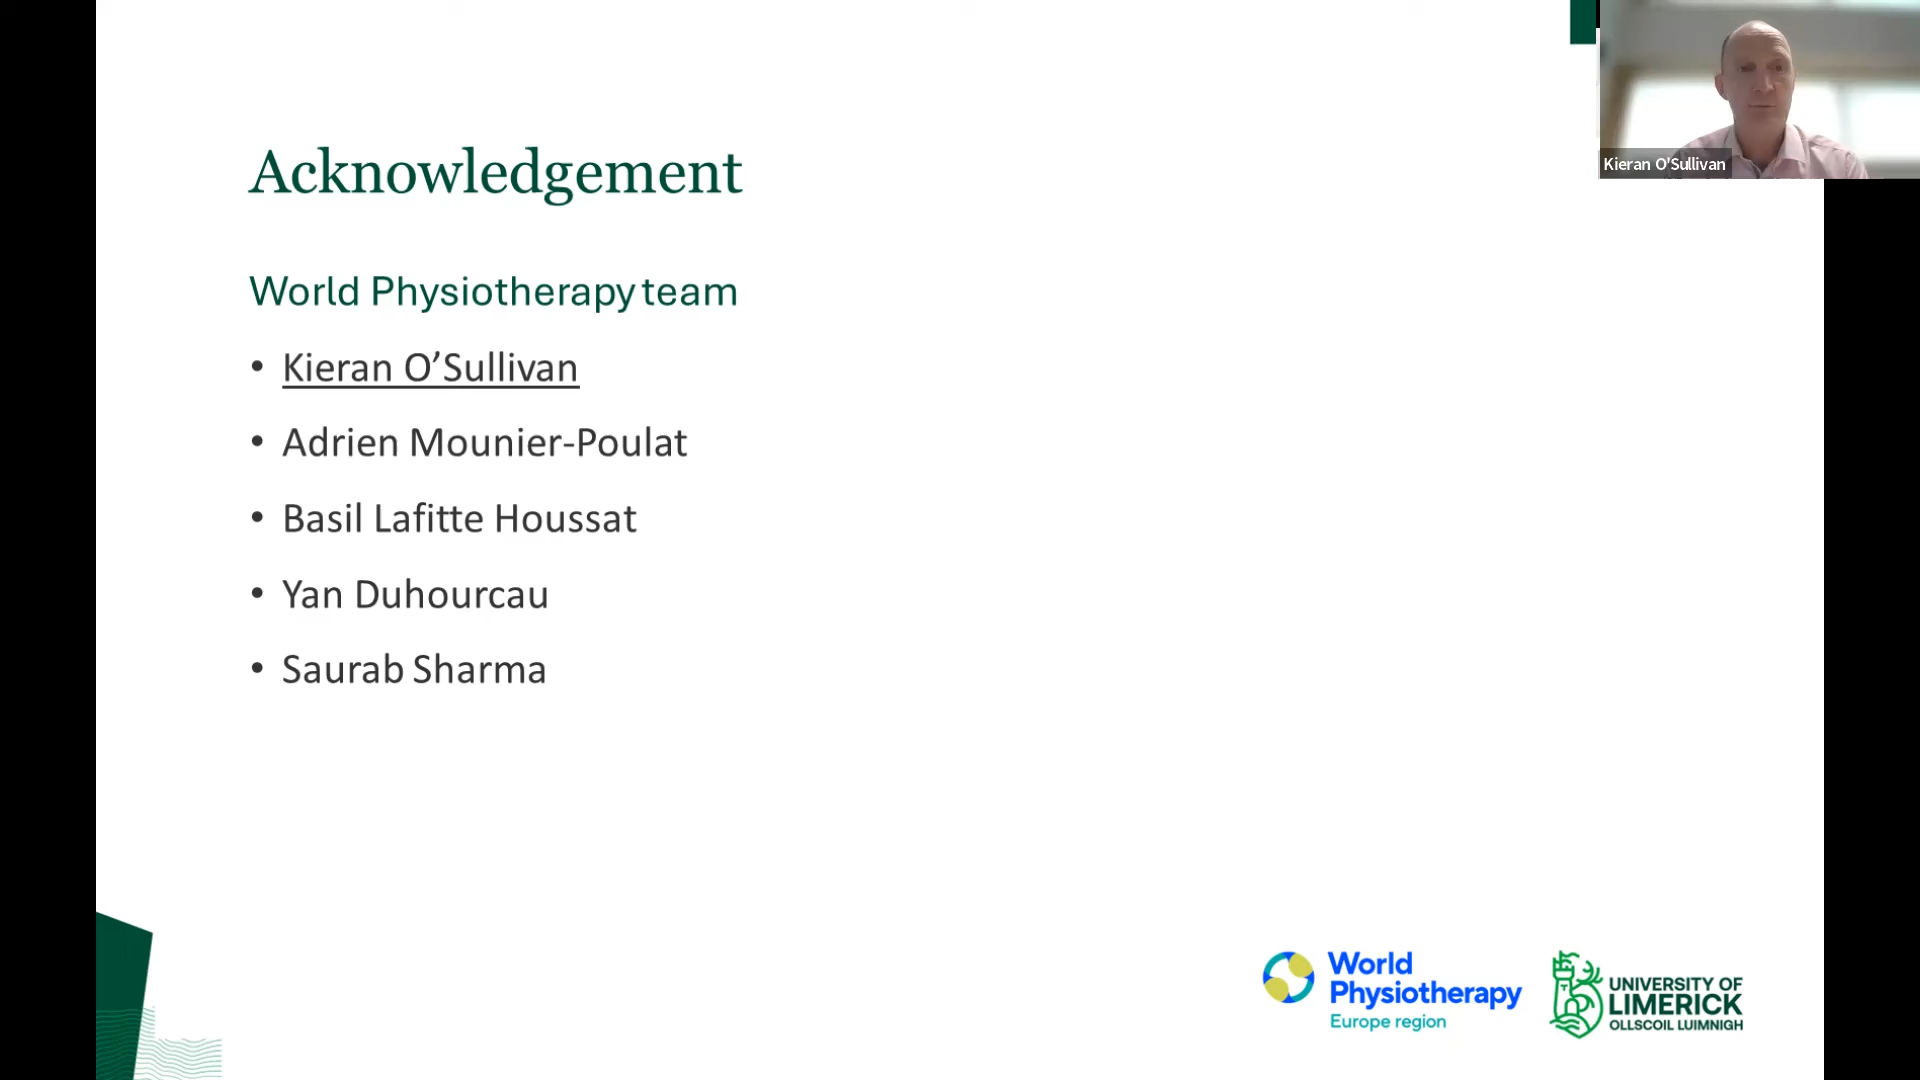 Acknowledgement
World Physiotherapy team
• Kieran O’Sullivan
• Adrien Mounier-Poulat
• Basil Lafitte Houssat
• Yan Duhourcau
• Saurab Sharma
Kieran O'Sullivan
World
Physiotherapy
Europe region
UNIVERSITY OF
LIMERICK
OLLSCOIL LUIMNIGH